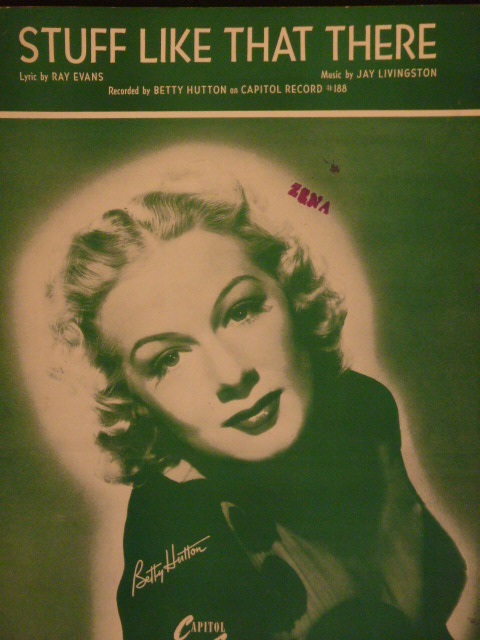 STUFF LIKE THAT THERE
Lyric by RAY EVANS
Music by JAY LIVINGSTON
Recorded by BETTY HUTTON on CAPITOL RECORD #188
ZENA
Betty Hutton
CAPITOL